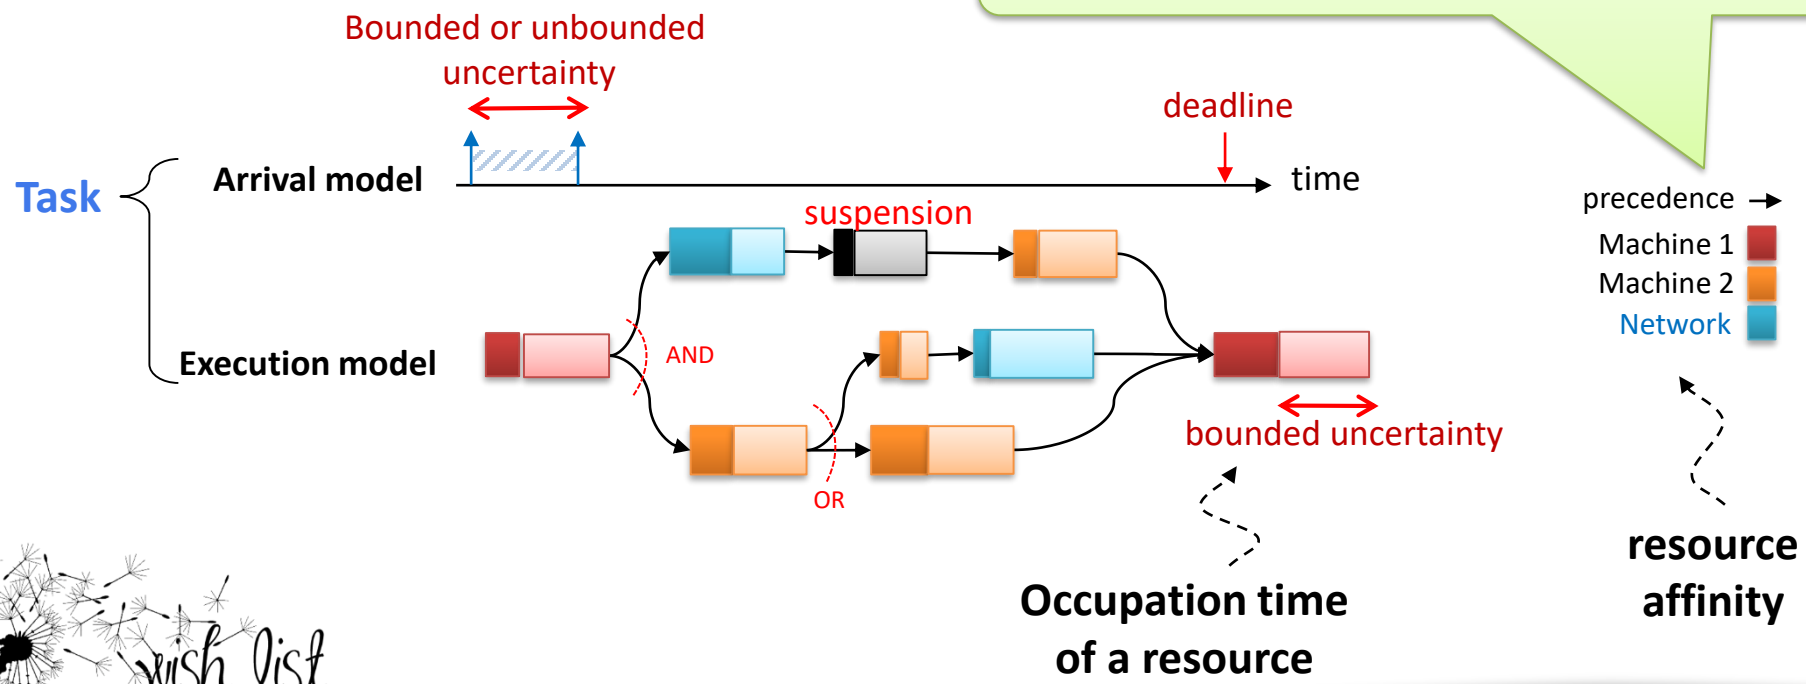 Bounded or unbounded
uncertainty
deadline
Task
Arrival model
time
suspension
precedence
Machine 1
Machine 2
Network
Execution model
AND
OR
bounded uncertainty
Occupation time
of a resource
resource
affinity
wish list